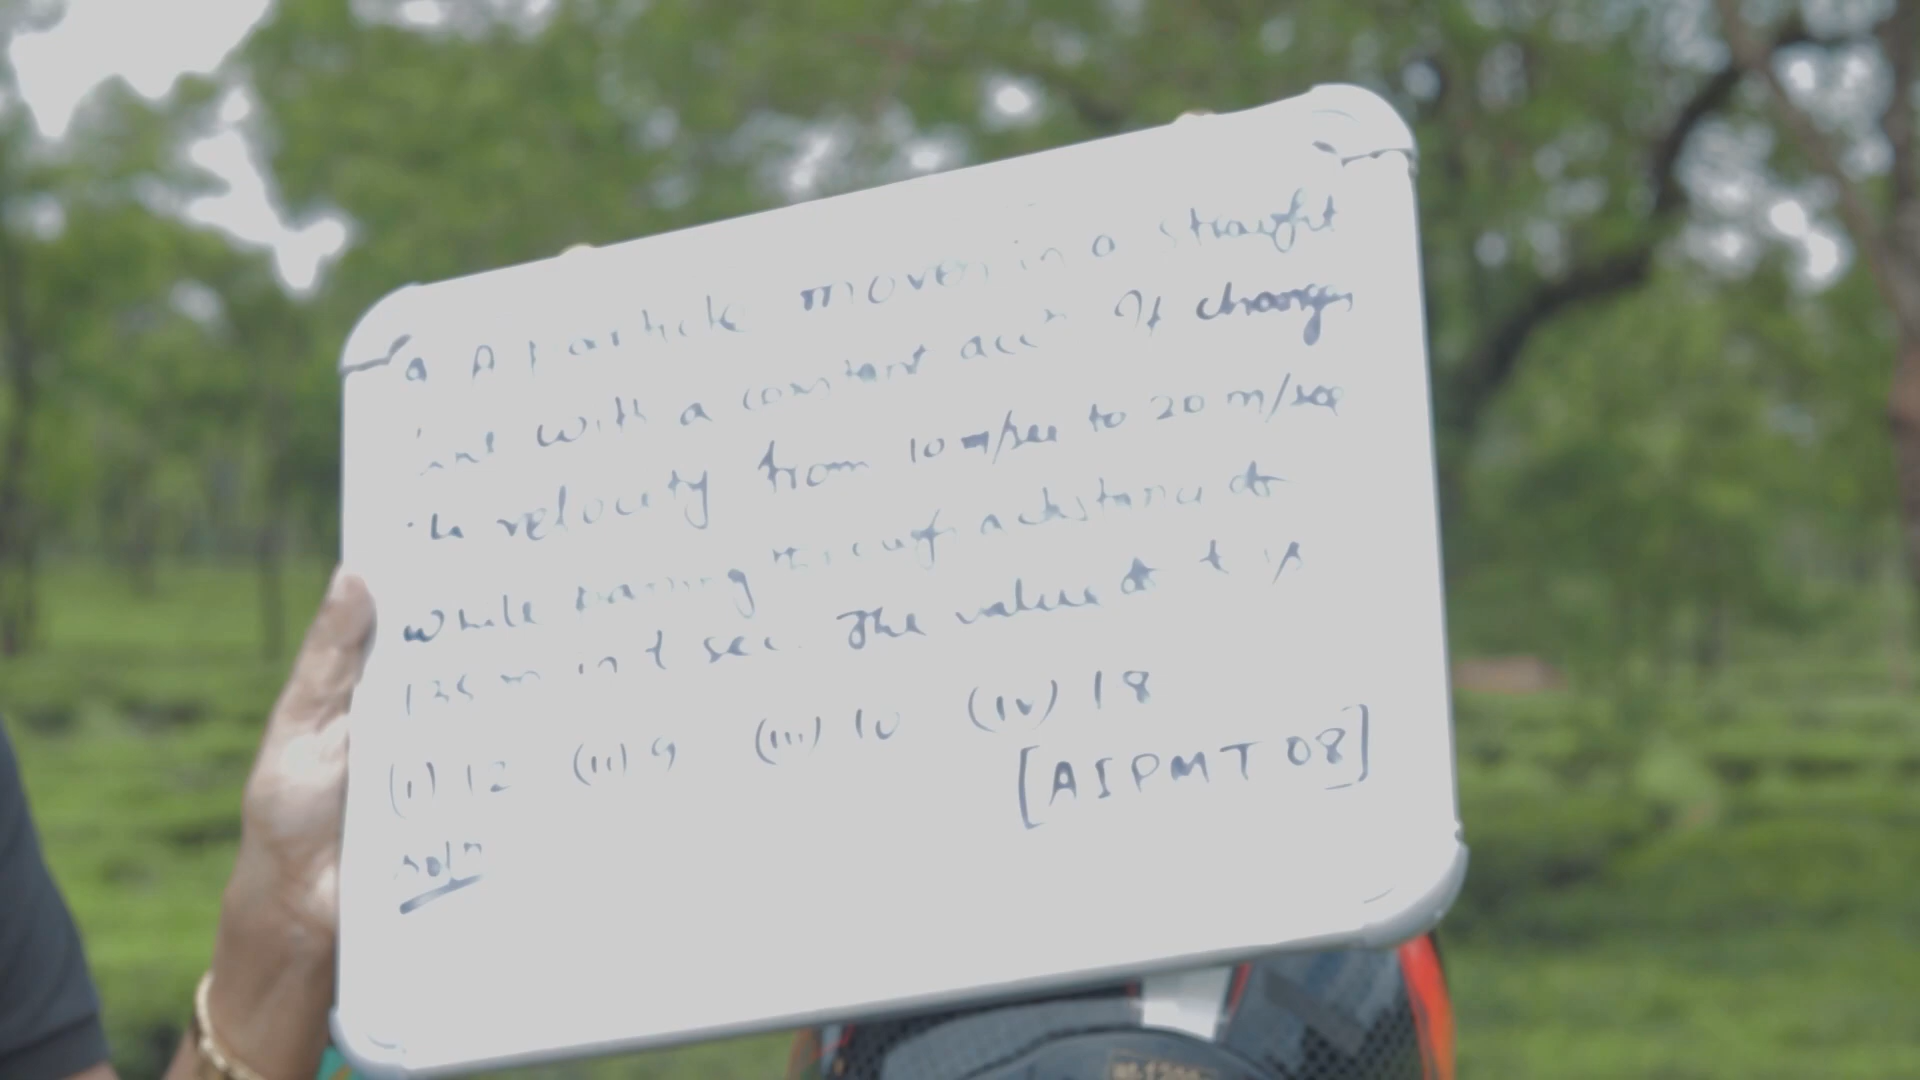 Q A particle moves in a straight
line with a constant accⁿ It changes
its velocity from 10 m/sec to 20 m/sec
while passing through a distance of
135 m in t sec. The value of t is
(i) 12 (ii) 9 (iii) 10 (iv) 18
[AIPMT 08]
solⁿ